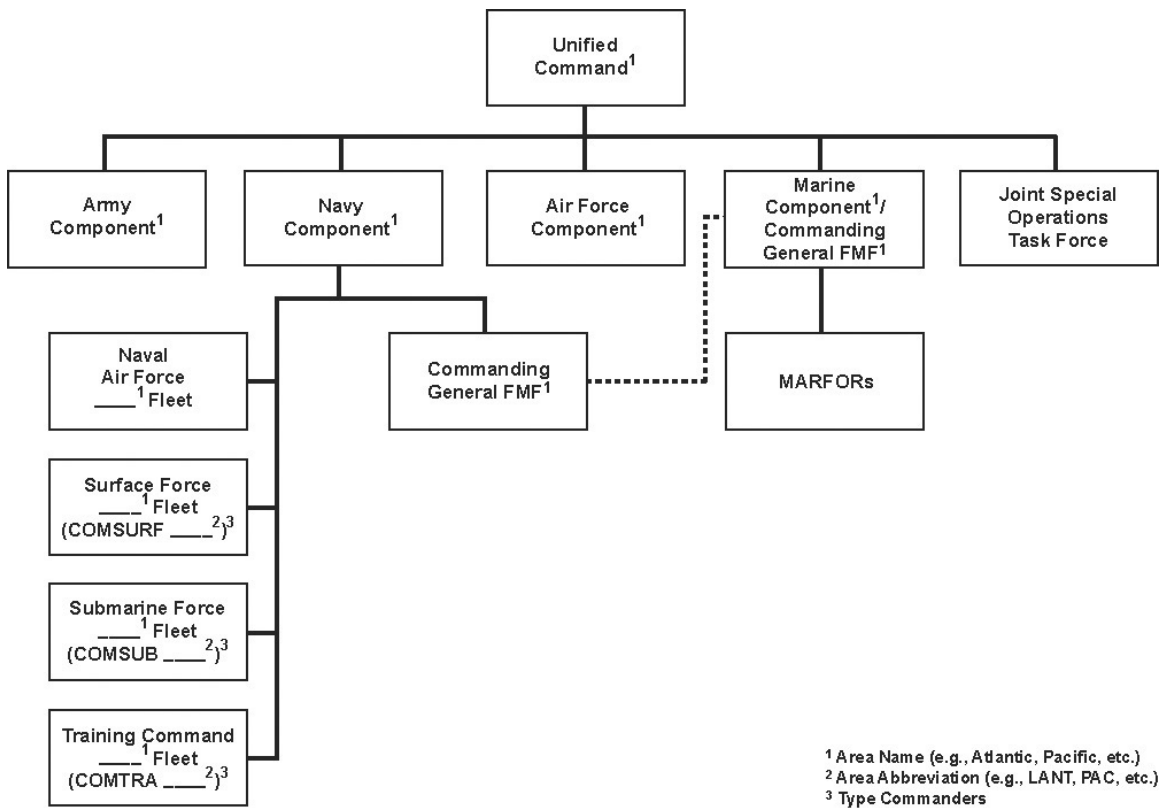 Unified
Command¹
Army
Component¹
Navy
Component¹
Air Force
Component¹
Marine
Component¹/
Commanding
General FMF¹
Joint Special
Operations
Task Force
Naval
Air Force
____¹ Fleet
Commanding
General FMF¹
MARFORs
Surface Force
____¹ Fleet
(COMSURF ____²)³
Submarine Force
____¹ Fleet
(COMSUB ____²)³
Training Command
____¹ Fleet
(COMTRA ____²)³
¹ Area Name (e.g., Atlantic, Pacific, etc.)
² Area Abbreviation (e.g., LANT, PAC, etc.)
³ Type Commanders